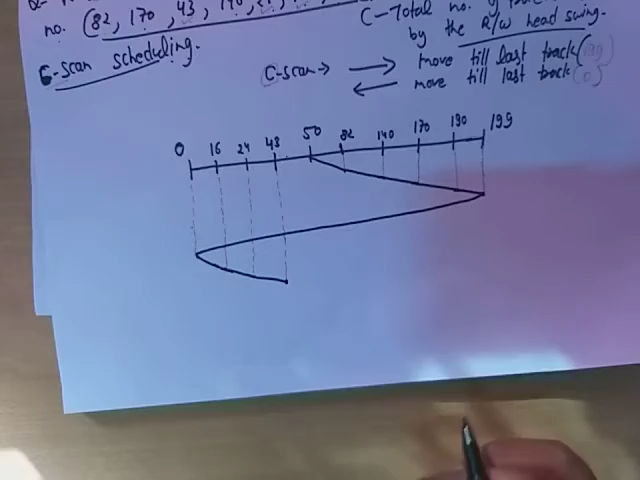 C-Total no.
no. (82, 170, 43, 140,
by the R/W head swing.
C-scan scheduling.
C-scan→ → move till last track(199)
← move till last track(0)
0 16 24 43 50 82 140 170 190 199